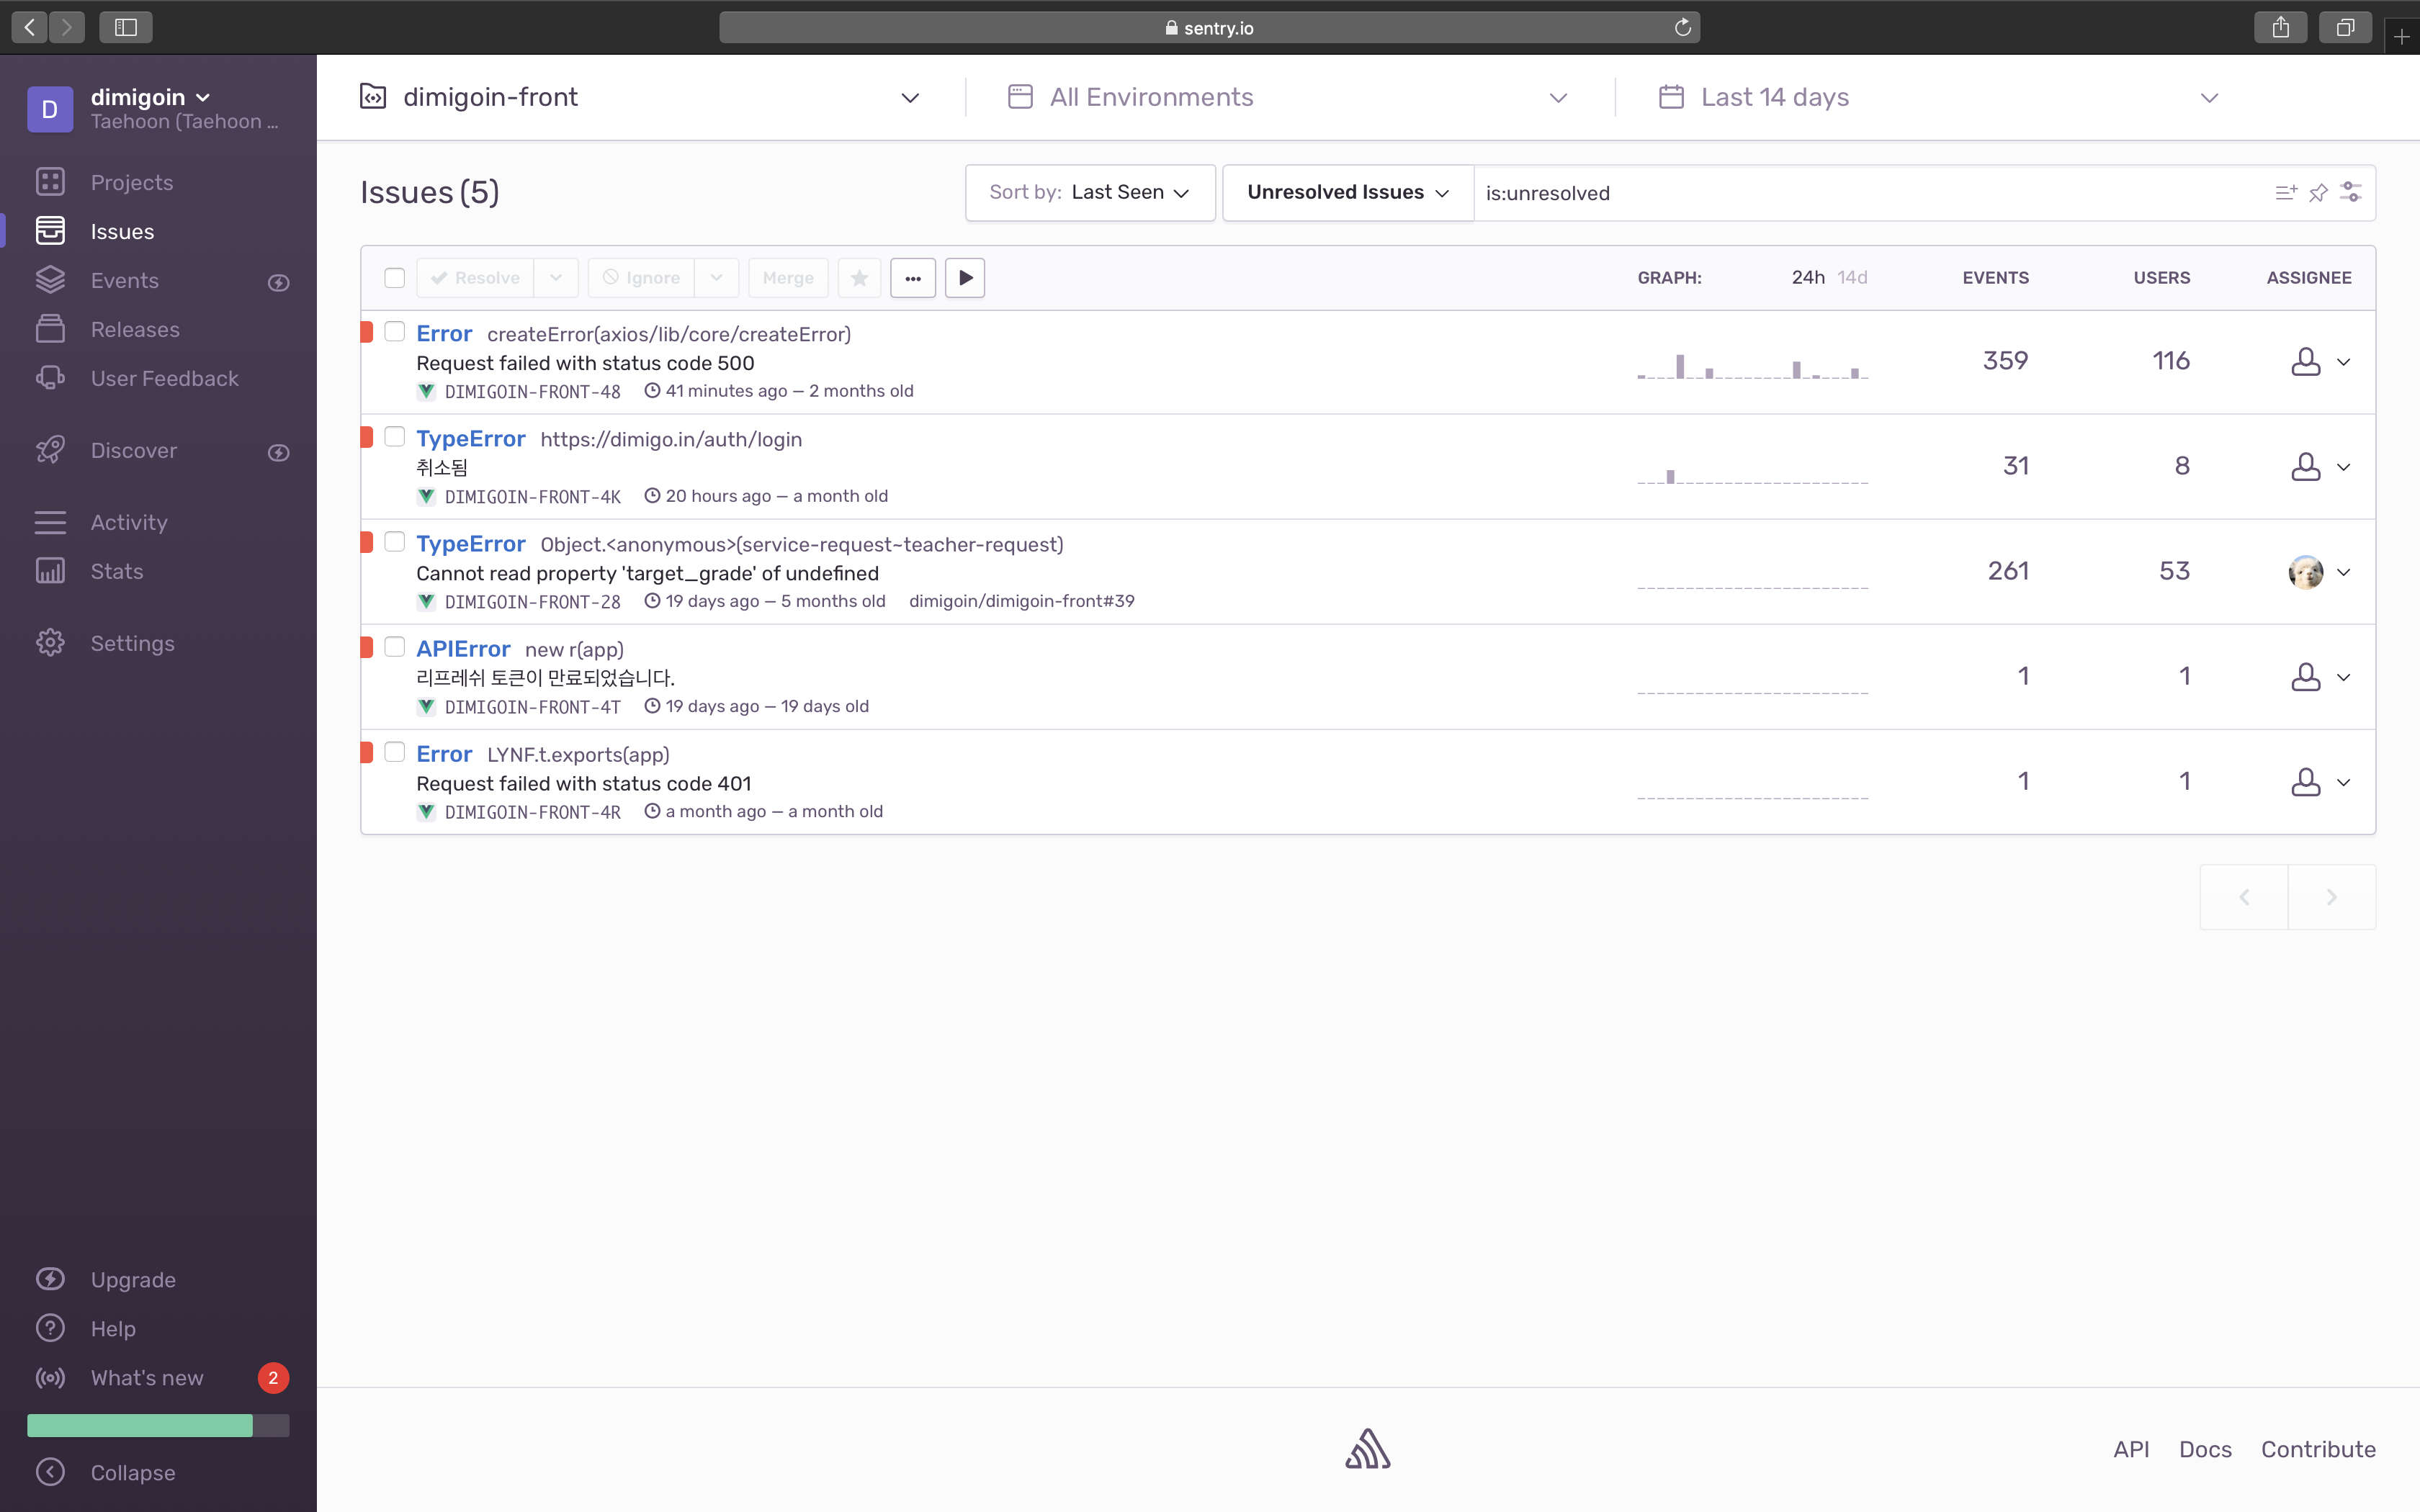 sentry.io
D
dimigoin
Taehoon (Taehoon ...
Projects
Issues
Events
Releases
User Feedback
Discover
Activity
Stats
Settings
Upgrade
Help
What's new
2
Collapse
dimigoin-front
All Environments
Last 14 days
Issues (5)
Sort by: Last Seen
Unresolved Issues
is:unresolved
Resolve
Ignore
Merge
GRAPH:
24h 14d
EVENTS
USERS
ASSIGNEE
Error createError(axios/lib/core/createError)
Request failed with status code 500
DIMIGOIN-FRONT-48 41 minutes ago — 2 months old
359
116
TypeError https://dimigo.in/auth/login
취소됨
DIMIGOIN-FRONT-4K 20 hours ago — a month old
31
8
TypeError Object.<anonymous>(service-request~teacher-request)
Cannot read property 'target_grade' of undefined
DIMIGOIN-FRONT-28 19 days ago — 5 months old dimigoin/dimigoin-front#39
261
53
APIError new r(app)
리프레쉬 토큰이 만료되었습니다.
DIMIGOIN-FRONT-4T 19 days ago — 19 days old
1
1
Error LYNF.t.exports(app)
Request failed with status code 401
DIMIGOIN-FRONT-4R a month ago — a month old
1
1
API Docs Contribute